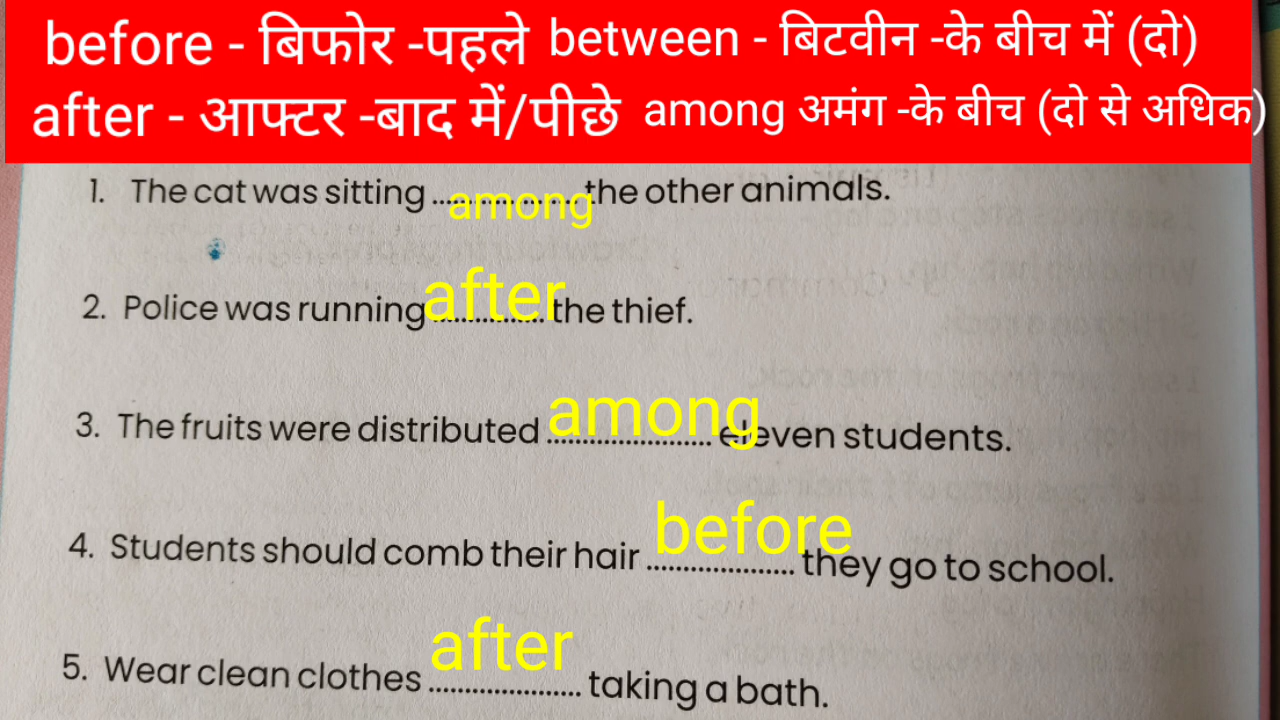 before - बिफोर -पहले between - बिटवीन -के बीच में (दो)
after - आफ्टर -बाद में/पीछे among अमंग -के बीच (दो से अधिक)
1. The cat was sitting ..... among ..... the other animals.
2. Police was running after the thief.
3. The fruits were distributed among eleven students.
4. Students should comb their hair before they go to school.
5. Wear clean clothes after taking a bath.